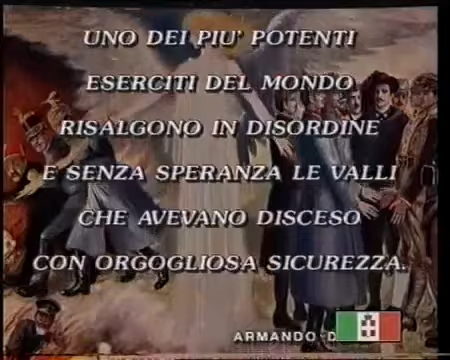 UNO DEI PIU' POTENTI
ESERCITI DEL MONDO
RISALGONO IN DISORDINE
E SENZA SPERANZA LE VALLI
CHE AVEVANO DISCESO
CON ORGOGLIOSA SICUREZZA.
ARMANDO